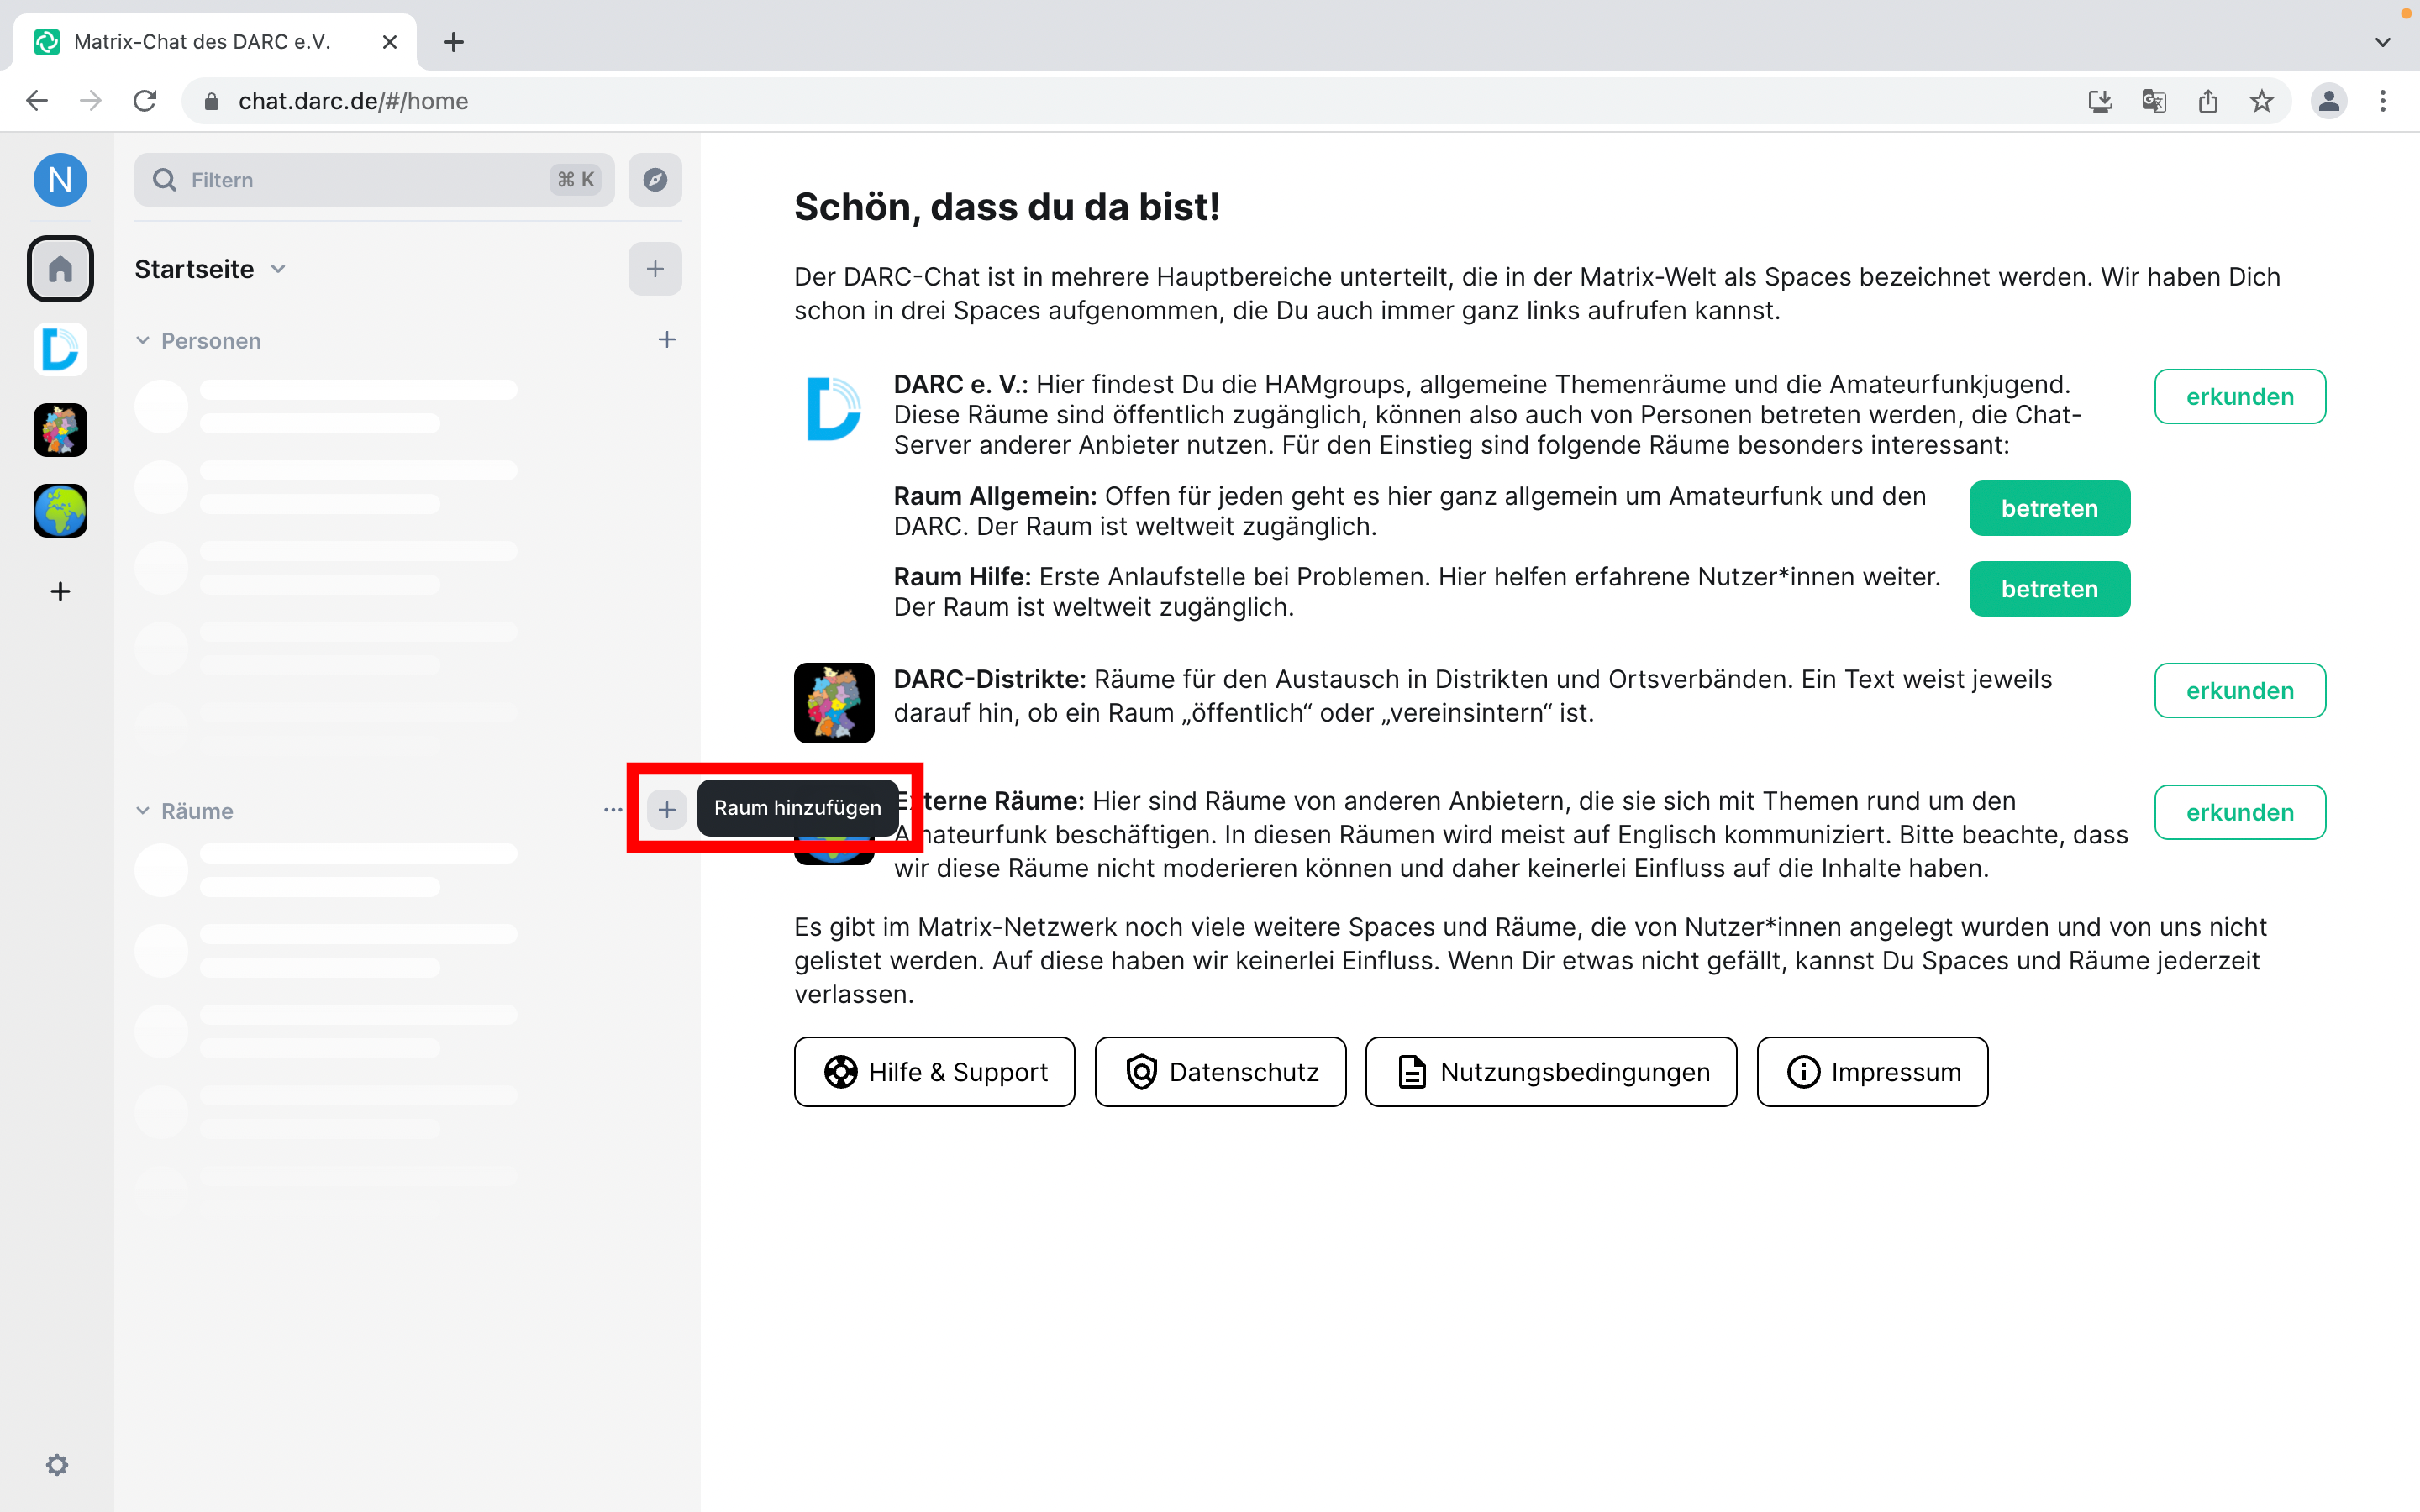 Matrix-Chat des DARC e.V.
chat.darc.de/#/home
N
Filtern
⌘ K
Startseite
Personen
Räume
Raum hinzufügen
Schön, dass du da bist!
Der DARC-Chat ist in mehrere Hauptbereiche unterteilt, die in der Matrix-Welt als Spaces bezeichnet werden. Wir haben Dich
schon in drei Spaces aufgenommen, die Du auch immer ganz links aufrufen kannst.
DARC e. V.: Hier findest Du die HAMgroups, allgemeine Themenräume und die Amateurfunkjugend.
Diese Räume sind öffentlich zugänglich, können also auch von Personen betreten werden, die Chat-
Server anderer Anbieter nutzen. Für den Einstieg sind folgende Räume besonders interessant:
erkunden
Raum Allgemein: Offen für jeden geht es hier ganz allgemein um Amateurfunk und den
DARC. Der Raum ist weltweit zugänglich.
betreten
Raum Hilfe: Erste Anlaufstelle bei Problemen. Hier helfen erfahrene Nutzer*innen weiter.
Der Raum ist weltweit zugänglich.
betreten
DARC-Distrikte: Räume für den Austausch in Distrikten und Ortsverbänden. Ein Text weist jeweils
darauf hin, ob ein Raum „öffentlich“ oder „vereinsintern“ ist.
erkunden
Externe Räume: Hier sind Räume von anderen Anbietern, die sie sich mit Themen rund um den
Amateurfunk beschäftigen. In diesen Räumen wird meist auf Englisch kommuniziert. Bitte beachte, dass
wir diese Räume nicht moderieren können und daher keinerlei Einfluss auf die Inhalte haben.
erkunden
Es gibt im Matrix-Netzwerk noch viele weitere Spaces und Räume, die von Nutzer*innen angelegt wurden und von uns nicht
gelistet werden. Auf diese haben wir keinerlei Einfluss. Wenn Dir etwas nicht gefällt, kannst Du Spaces und Räume jederzeit
verlassen.
Hilfe & Support
Datenschutz
Nutzungsbedingungen
Impressum